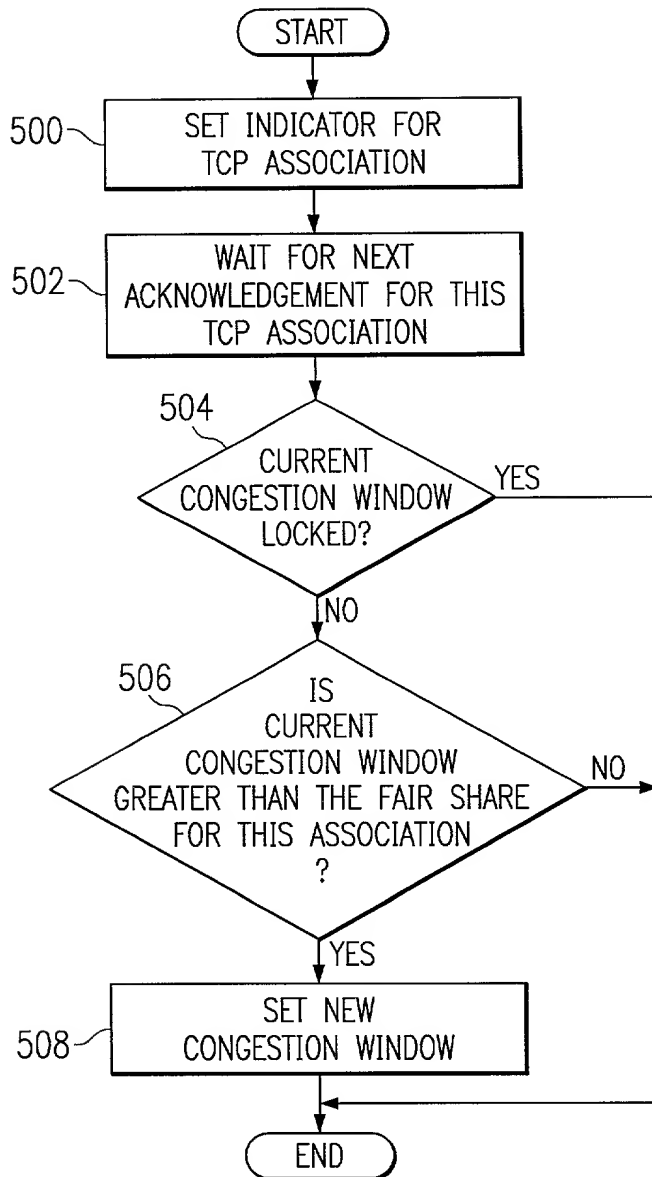 START
500
SET INDICATOR FOR
TCP ASSOCIATION
502
WAIT FOR NEXT
ACKNOWLEDGEMENT FOR THIS
TCP ASSOCIATION
504
CURRENT
CONGESTION WINDOW
LOCKED?
YES
NO
506
IS
CURRENT
CONGESTION WINDOW
GREATER THAN THE FAIR SHARE
FOR THIS ASSOCIATION
?
NO
YES
508
SET NEW
CONGESTION WINDOW
END